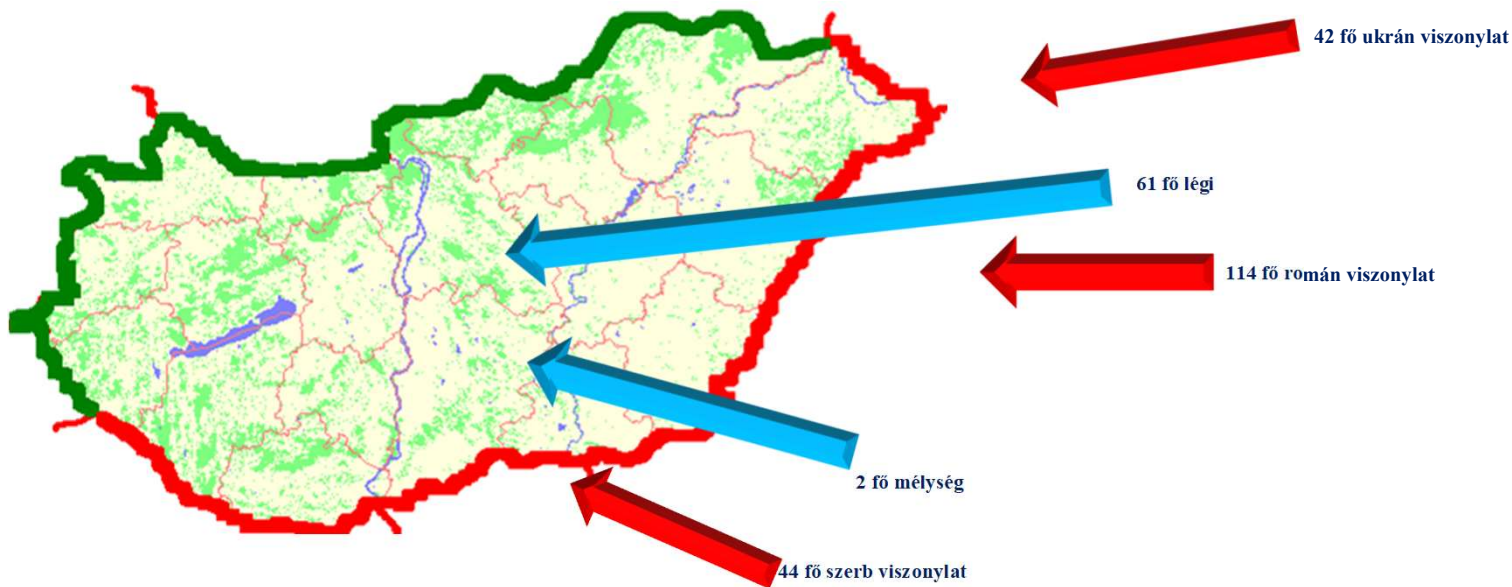 42 fő ukrán viszonylat
61 fő légi
114 fő román viszonylat
2 fő mélység
44 fő szerb viszonylat